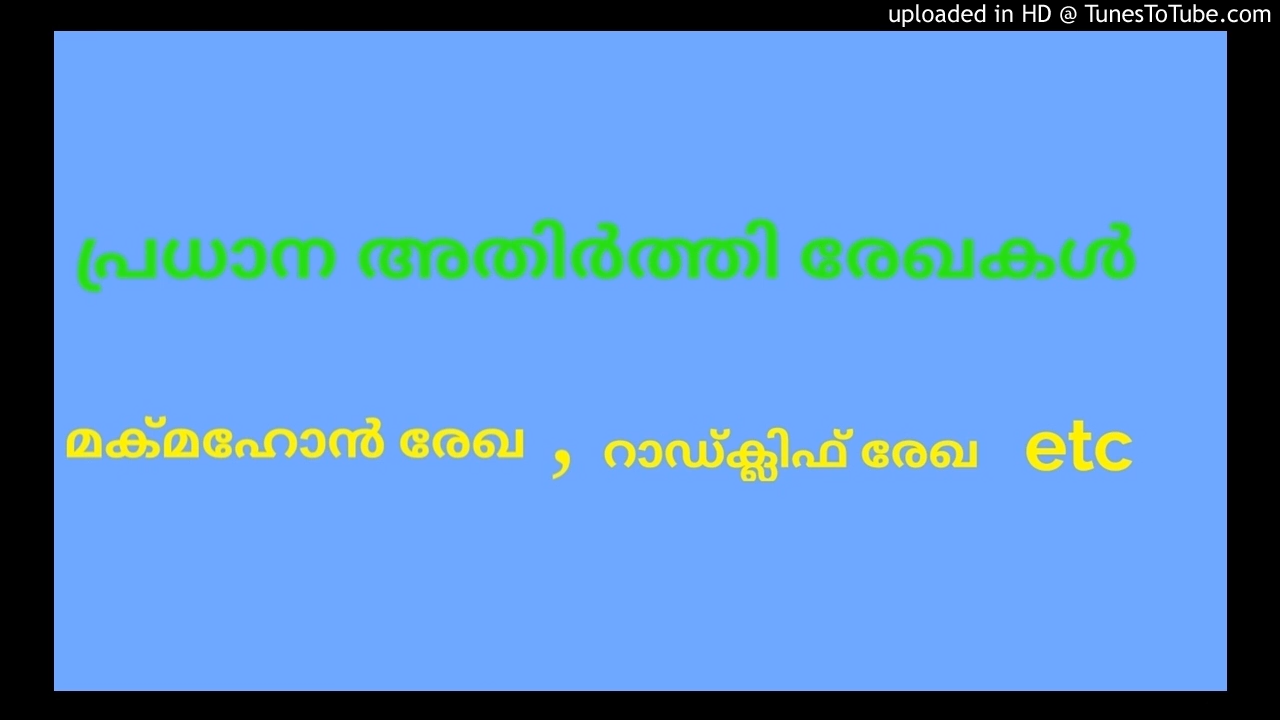 uploaded in HD @ TunesToTube.com
പ്രധാന അതിർത്തി രേഖകൾ
മക്മഹോൻ രേഖ , റാഡ്ക്ലിഫ് രേഖ etc